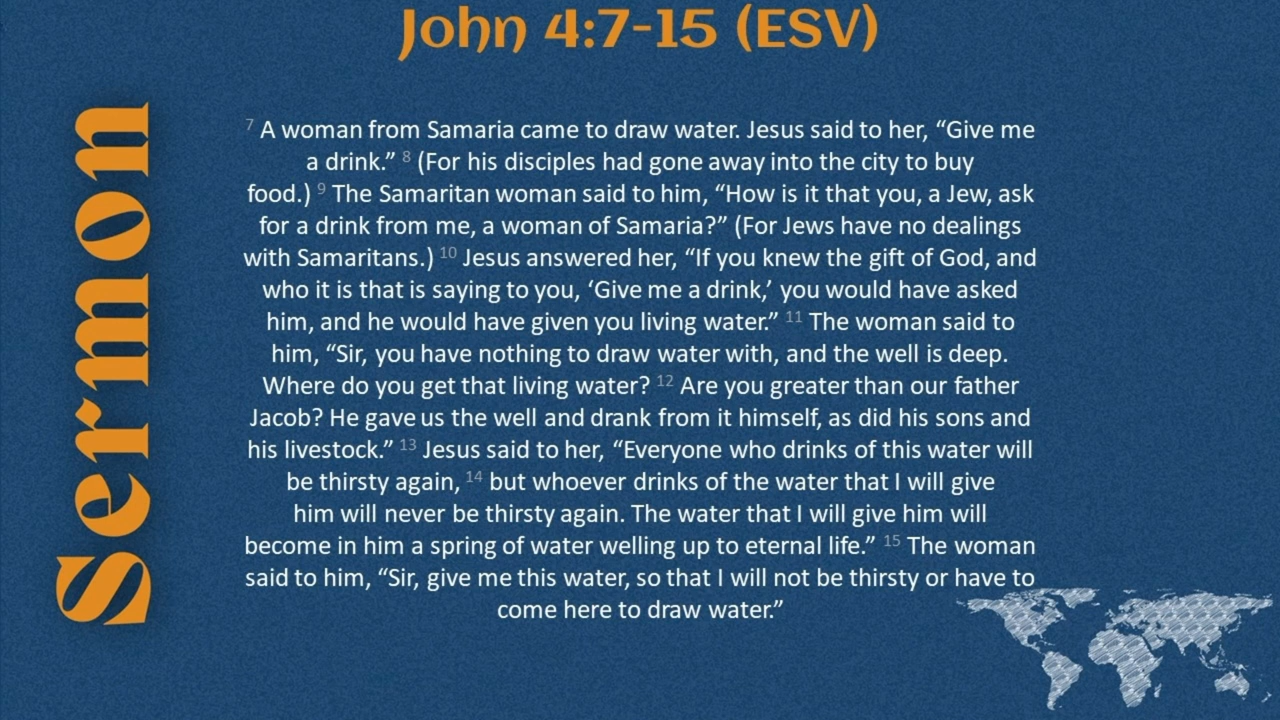 John 4:7-15 (ESV)
Sermon
7 A woman from Samaria came to draw water. Jesus said to her, “Give me
a drink.” 8 (For his disciples had gone away into the city to buy
food.) 9 The Samaritan woman said to him, “How is it that you, a Jew, ask
for a drink from me, a woman of Samaria?” (For Jews have no dealings
with Samaritans.) 10 Jesus answered her, “If you knew the gift of God, and
who it is that is saying to you, ‘Give me a drink,’ you would have asked
him, and he would have given you living water.” 11 The woman said to
him, “Sir, you have nothing to draw water with, and the well is deep.
Where do you get that living water? 12 Are you greater than our father
Jacob? He gave us the well and drank from it himself, as did his sons and
his livestock.” 13 Jesus said to her, “Everyone who drinks of this water will
be thirsty again, 14 but whoever drinks of the water that I will give
him will never be thirsty again. The water that I will give him will
become in him a spring of water welling up to eternal life.” 15 The woman
said to him, “Sir, give me this water, so that I will not be thirsty or have to
come here to draw water.”